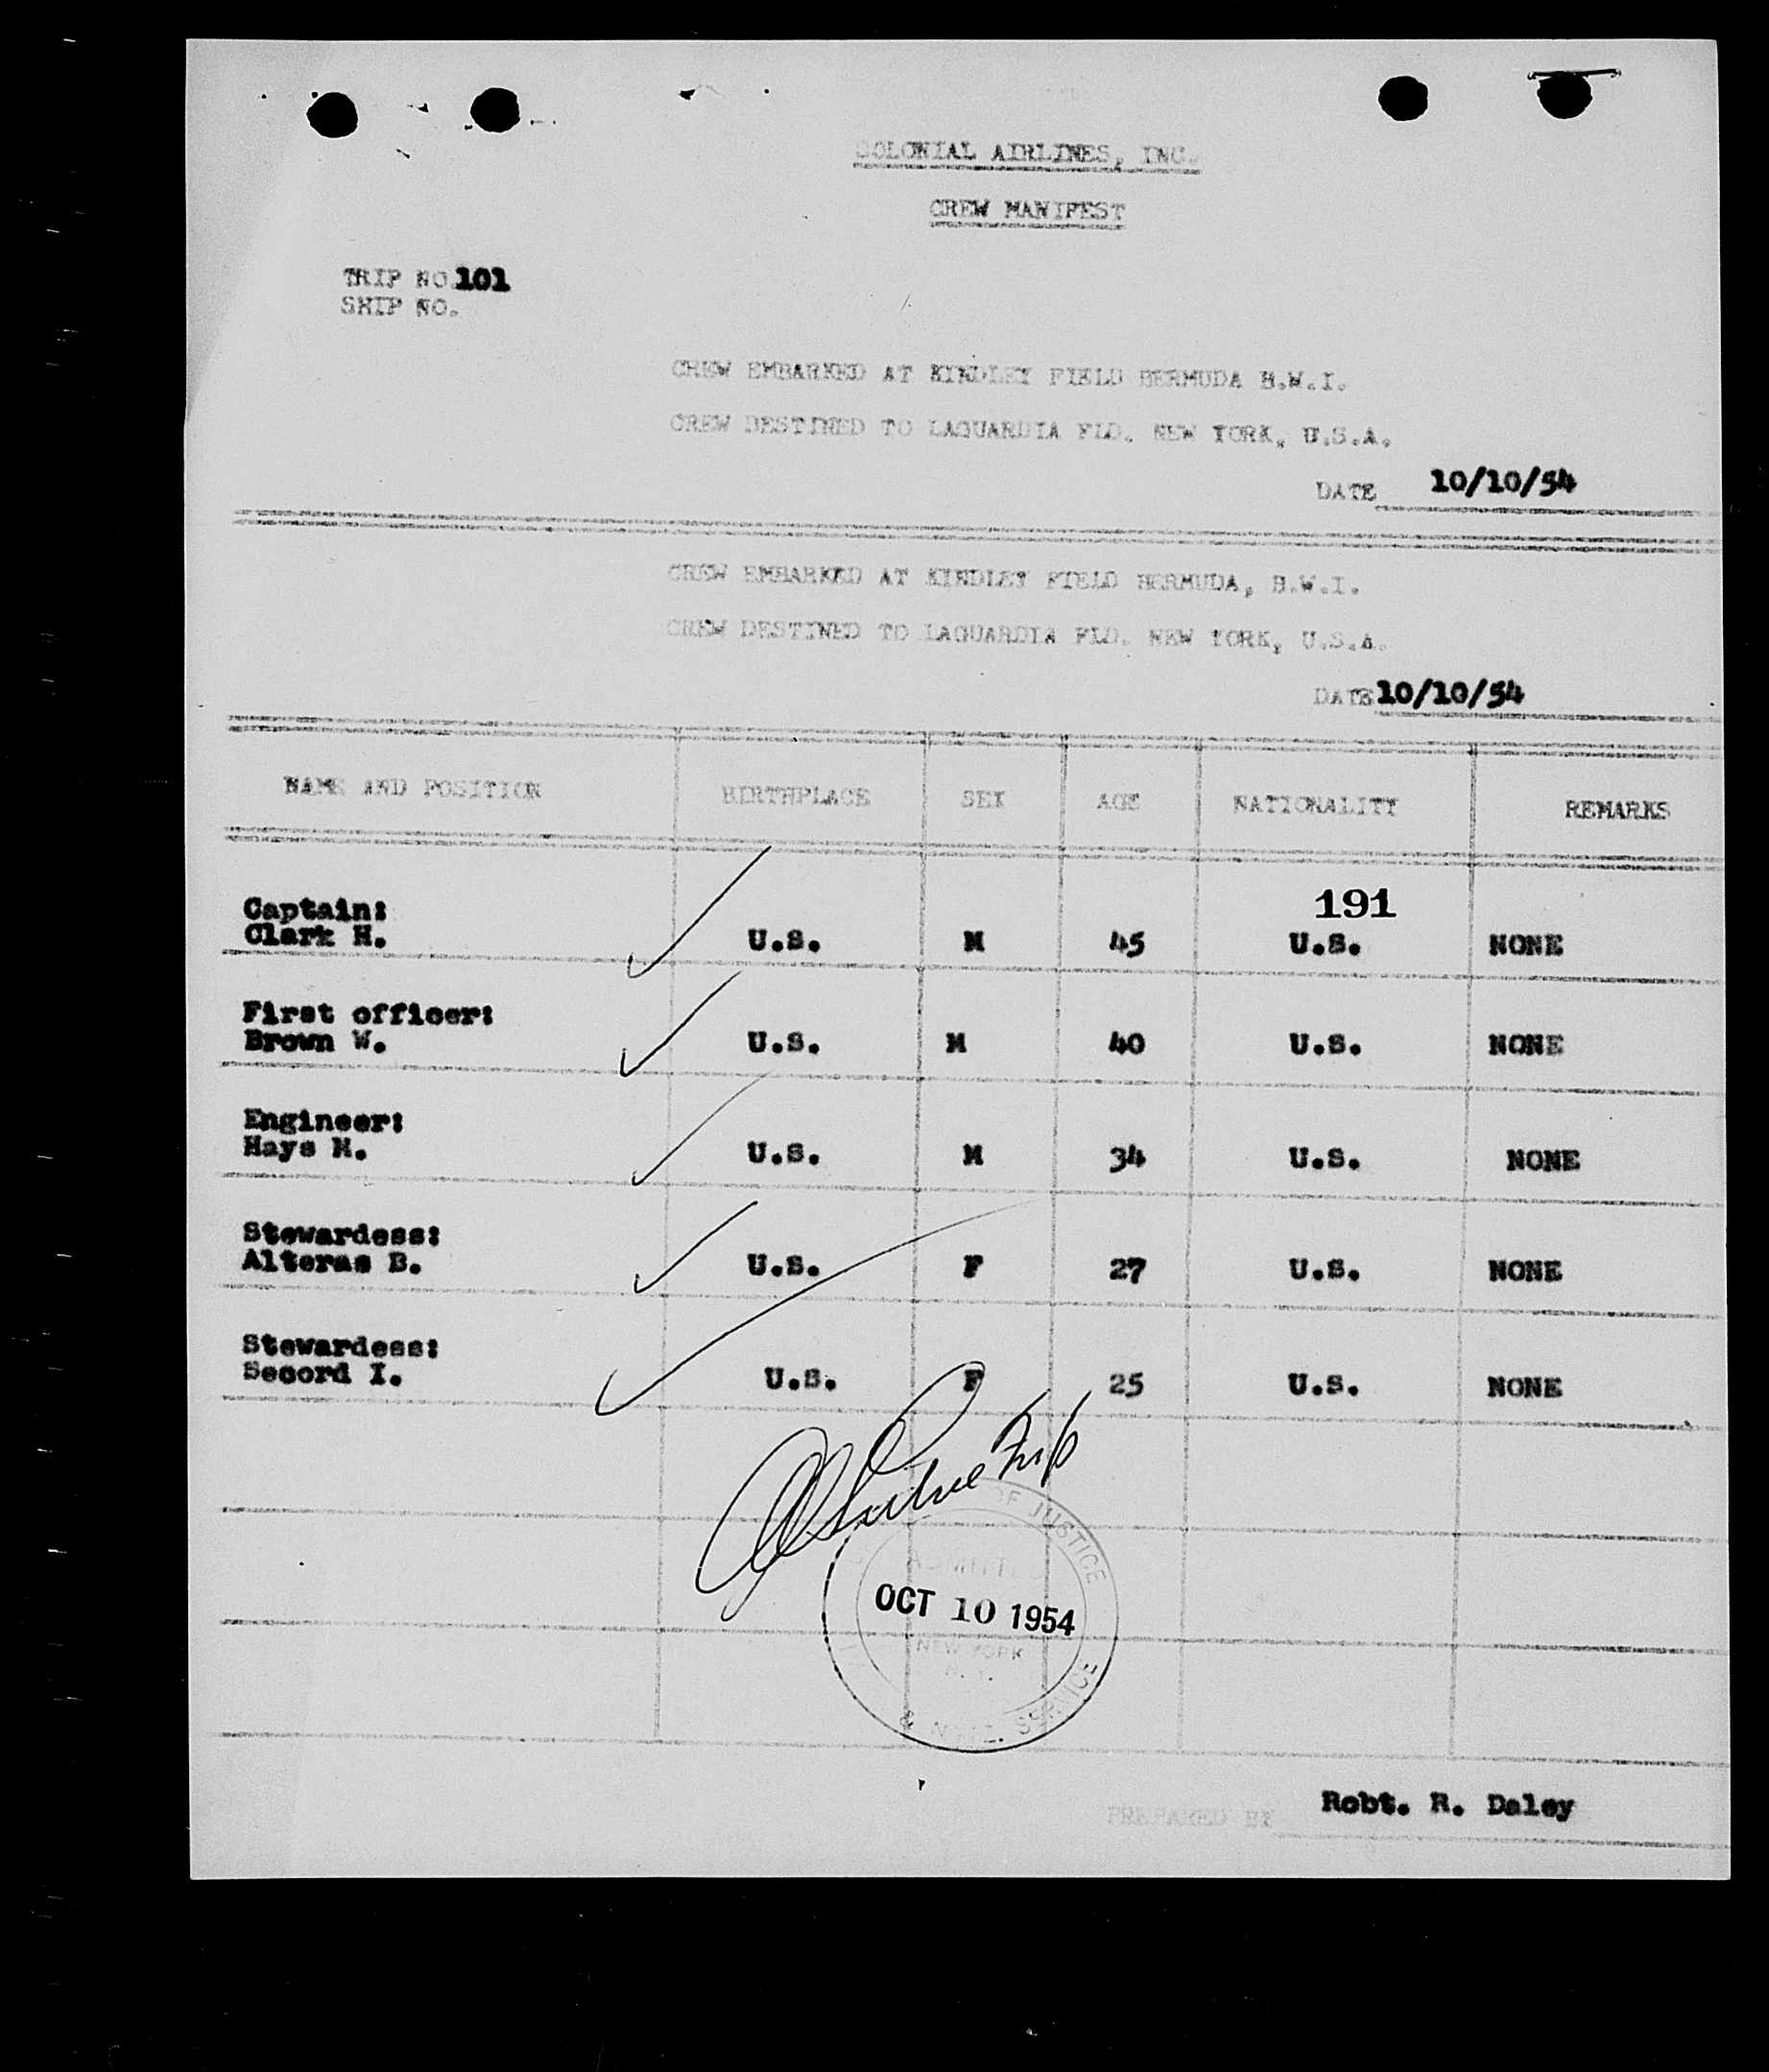 COLONIAL AIRLINES, INC.
CREW MANIFEST
TRIP NO. 101
SHIP NO.
CREW EMBARKED AT KINDLEY FIELD BERMUDA B.W.I.
CREW DESTINED TO LAGUARDIA FLD. NEW YORK, U.S.A.
DATE 10/10/54
CREW EMBARKED AT KINDLEY FIELD BERMUDA, B.W.I.
CREW DESTINED TO LAGUARDIA FLD. NEW YORK, U.S.A.
DATE 10/10/54
NAME AND POSITION BIRTHPLACE SEX AGE NATIONALITY REMARKS
191
Captain:
Clark H. U.S. M 45 U.S. NONE
First officer:
Brown W. U.S. M 40 U.S. NONE
Engineer:
Hays M. U.S. M 34 U.S. NONE
Stewardess:
Alteras B. U.S. F 27 U.S. NONE
Stewardess:
Secord I. U.S. F 25 U.S. NONE
OF JUSTICE
ADMITTED
OCT 10 1954
NEW YORK
N.Y.
& SERVICE
PREPARED BY Robt. R. Daley